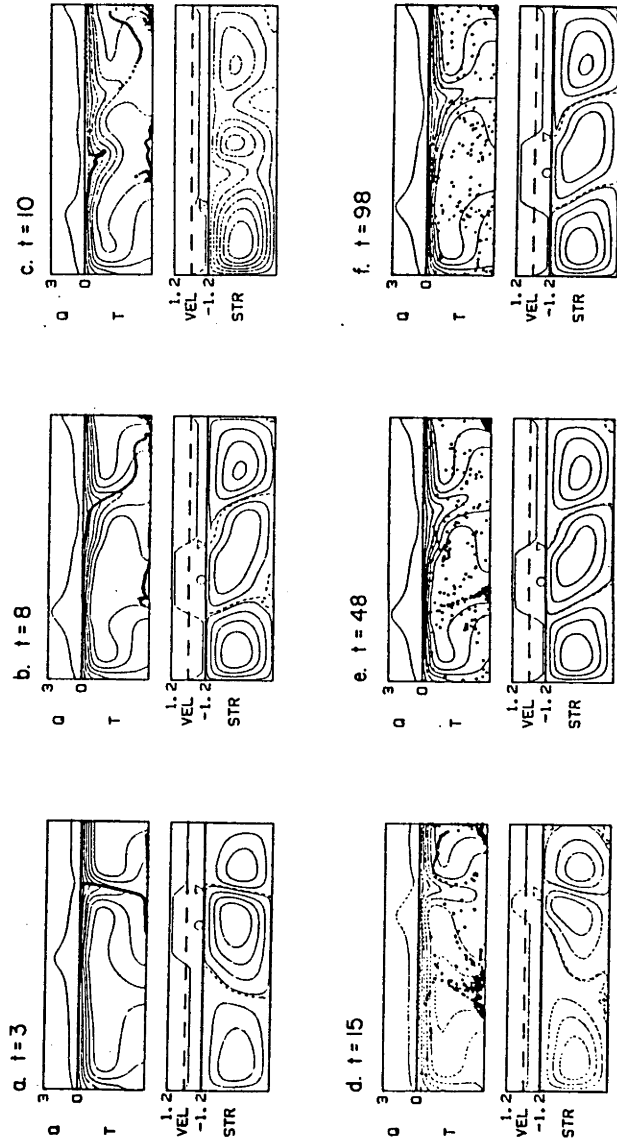 a. t=3
3
Q
0
T
1.2
VEL
-1.2
STR
b. t=8
3
Q
0
T
1.2
VEL
-1.2
STR
c. t=10
3
Q
0
T
1.2
VEL
-1.2
STR
d. t=15
3
Q
0
T
1.2
VEL
-1.2
STR
e. t=48
3
Q
0
T
1.2
VEL
-1.2
STR
f. t=98
3
Q
0
T
1.2
VEL
-1.2
STR